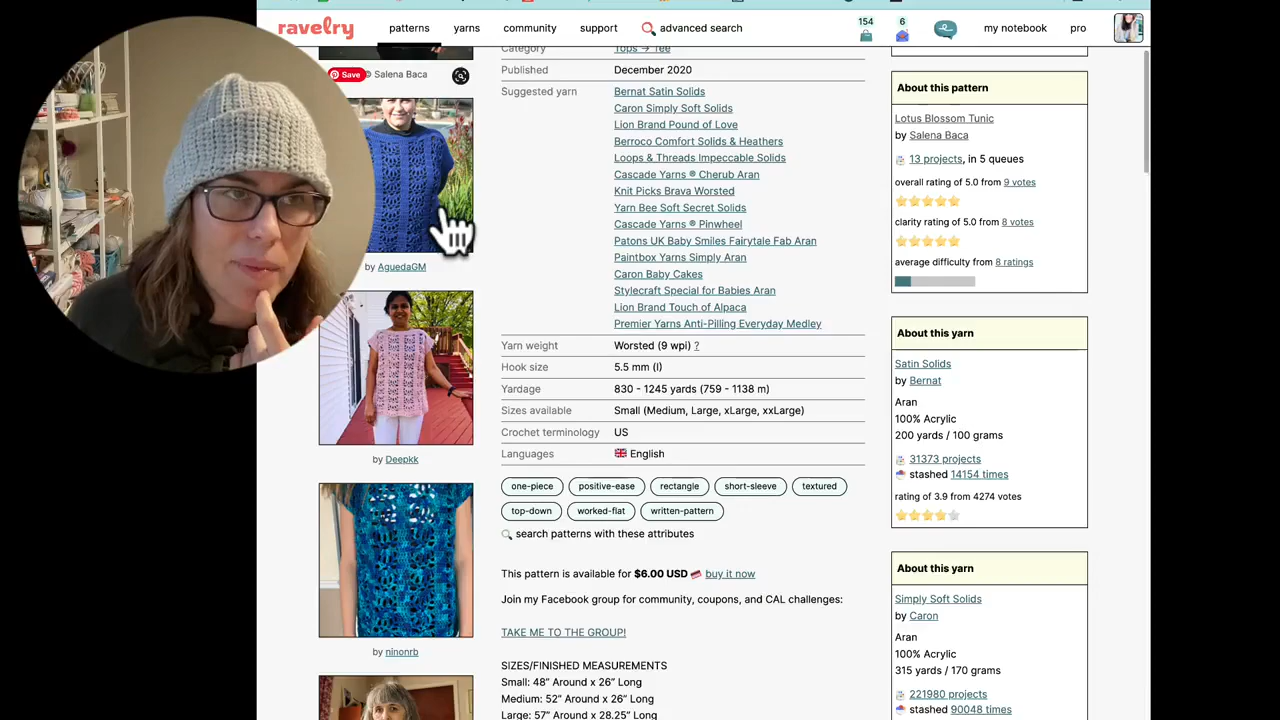 ravelry
patterns
yarns
community
support
advanced search
154
6
my notebook
pro
Save
© Salena Baca
by AguedaGM
by Deepkk
by ninonrb
Category Tops → Tee
Published December 2020
Suggested yarn Bernat Satin Solids
Caron Simply Soft Solids
Lion Brand Pound of Love
Berroco Comfort Solids & Heathers
Loops & Threads Impeccable Solids
Cascade Yarns ® Cherub Aran
Knit Picks Brava Worsted
Yarn Bee Soft Secret Solids
Cascade Yarns ® Pinwheel
Patons UK Baby Smiles Fairytale Fab Aran
Paintbox Yarns Simply Aran
Caron Baby Cakes
Stylecraft Special for Babies Aran
Lion Brand Touch of Alpaca
Premier Yarns Anti-Pilling Everyday Medley
Yarn weight Worsted (9 wpi) ?
Hook size 5.5 mm (I)
Yardage 830 - 1245 yards (759 - 1138 m)
Sizes available Small (Medium, Large, xLarge, xxLarge)
Crochet terminology US
Languages English
one-piece positive-ease rectangle short-sleeve textured
top-down worked-flat written-pattern
search patterns with these attributes
This pattern is available for $6.00 USD buy it now
Join my Facebook group for community, coupons, and CAL challenges:
TAKE ME TO THE GROUP!
SIZES/FINISHED MEASUREMENTS
Small: 48” Around x 26” Long
Medium: 52” Around x 26” Long
Large: 57” Around x 28.25” Long
About this pattern
Lotus Blossom Tunic
by Salena Baca
13 projects, in 5 queues
overall rating of 5.0 from 9 votes
clarity rating of 5.0 from 8 votes
average difficulty from 8 ratings
About this yarn
Satin Solids
by Bernat
Aran
100% Acrylic
200 yards / 100 grams
31373 projects
stashed 14154 times
rating of 3.9 from 4274 votes
About this yarn
Simply Soft Solids
by Caron
Aran
100% Acrylic
315 yards / 170 grams
221980 projects
stashed 90048 times